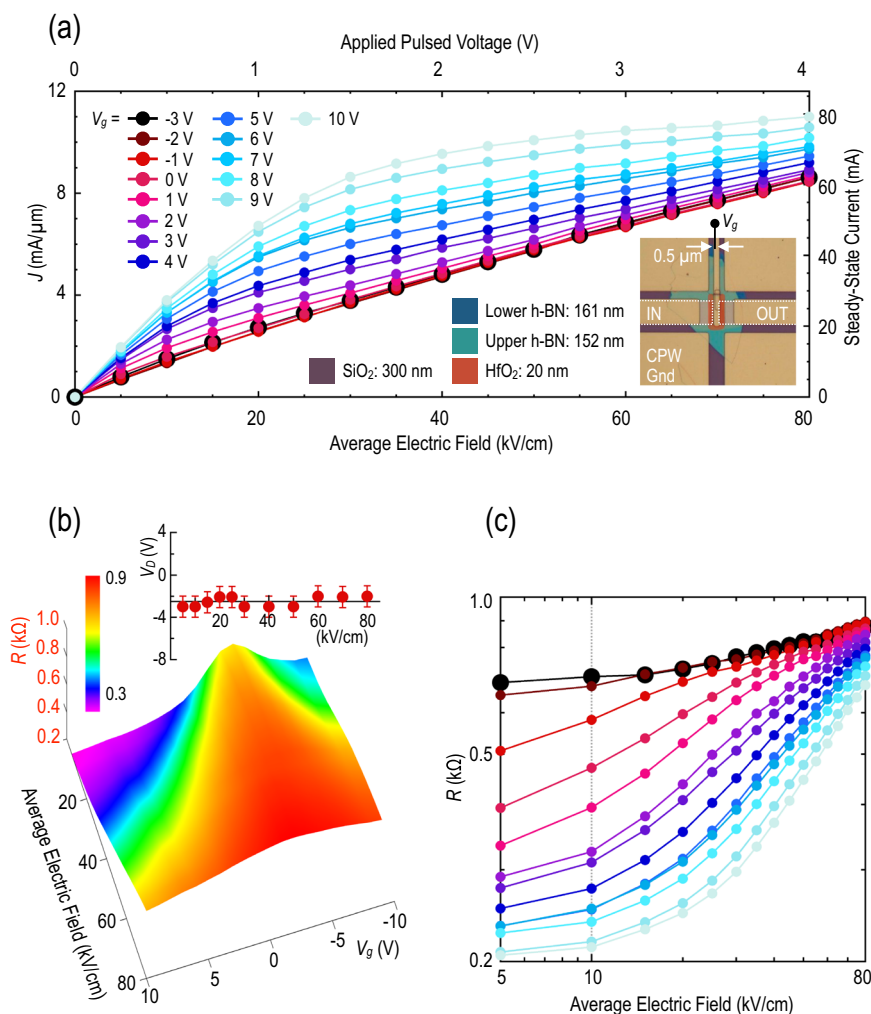 (a)
Applied Pulsed Voltage (V)
0 1 2 3 4
12
8
4
0
J (mA/μm)
V_g =
-3 V
-2 V
-1 V
0 V
1 V
2 V
3 V
4 V
5 V
6 V
7 V
8 V
9 V
10 V
80
60
40
20
0
Steady-State Current (mA)
V_g
0.5 μm
IN OUT
CPW
Gnd
Lower h-BN: 161 nm
Upper h-BN: 152 nm
SiO₂: 300 nm
HfO₂: 20 nm
0 20 40 60 80
Average Electric Field (kV/cm)
(b)
4
0
-4
-8
V_D (V)
0 20 40 60 80
(kV/cm)
0.9
0.3
1.0
0.8
0.6
0.4
0.2
R (kΩ)
20
40
60
80
Average Electric Field (kV/cm)
10 5 0 -5 -10
V_g (V)
(c)
1.0
0.5
0.2
R (kΩ)
5 10 80
Average Electric Field (kV/cm)